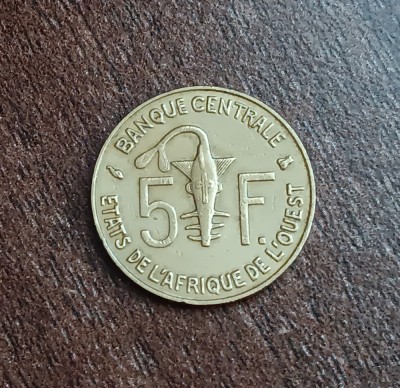 BANQUE CENTRALE
5 F.
ETATS DE L'AFRIQUE DE L'OUEST